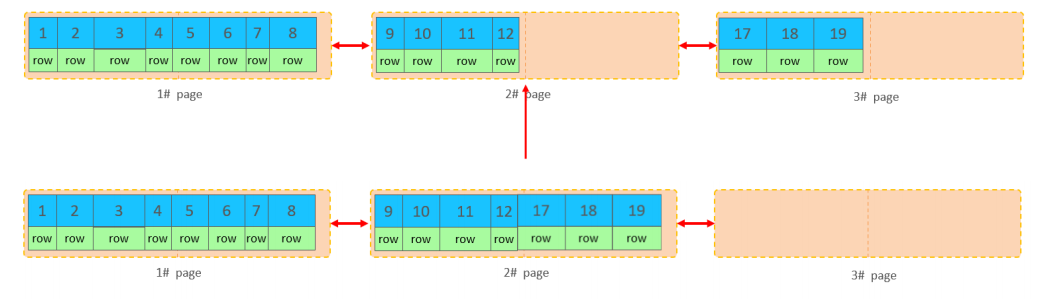 1 2 3 4 5 6 7 8
row row row row row row row row
1# page
9 10 11 12
row row row row
2# page
17 18 19
row row row
3# page
1 2 3 4 5 6 7 8
row row row row row row row row
1# page
9 10 11 12 17 18 19
row row row row row row row
2# page
3# page